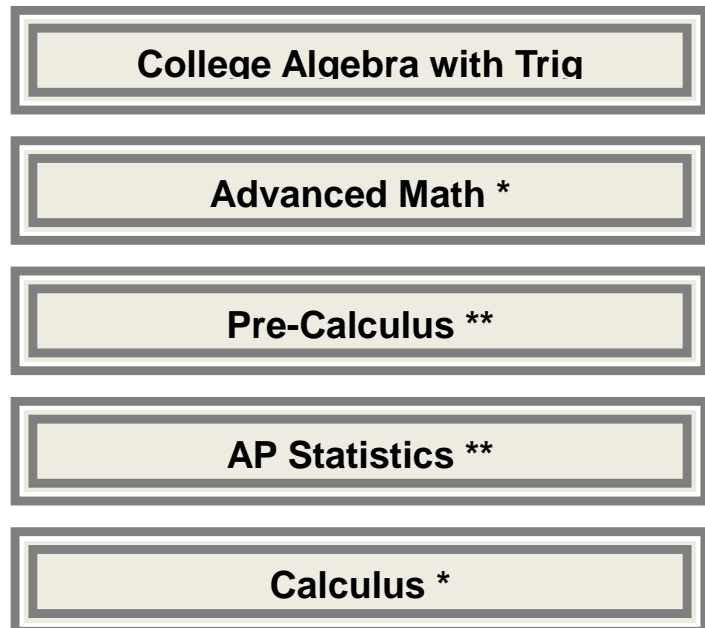 College Algebra with Trig
Advanced Math *
Pre-Calculus **
AP Statistics **
Calculus *